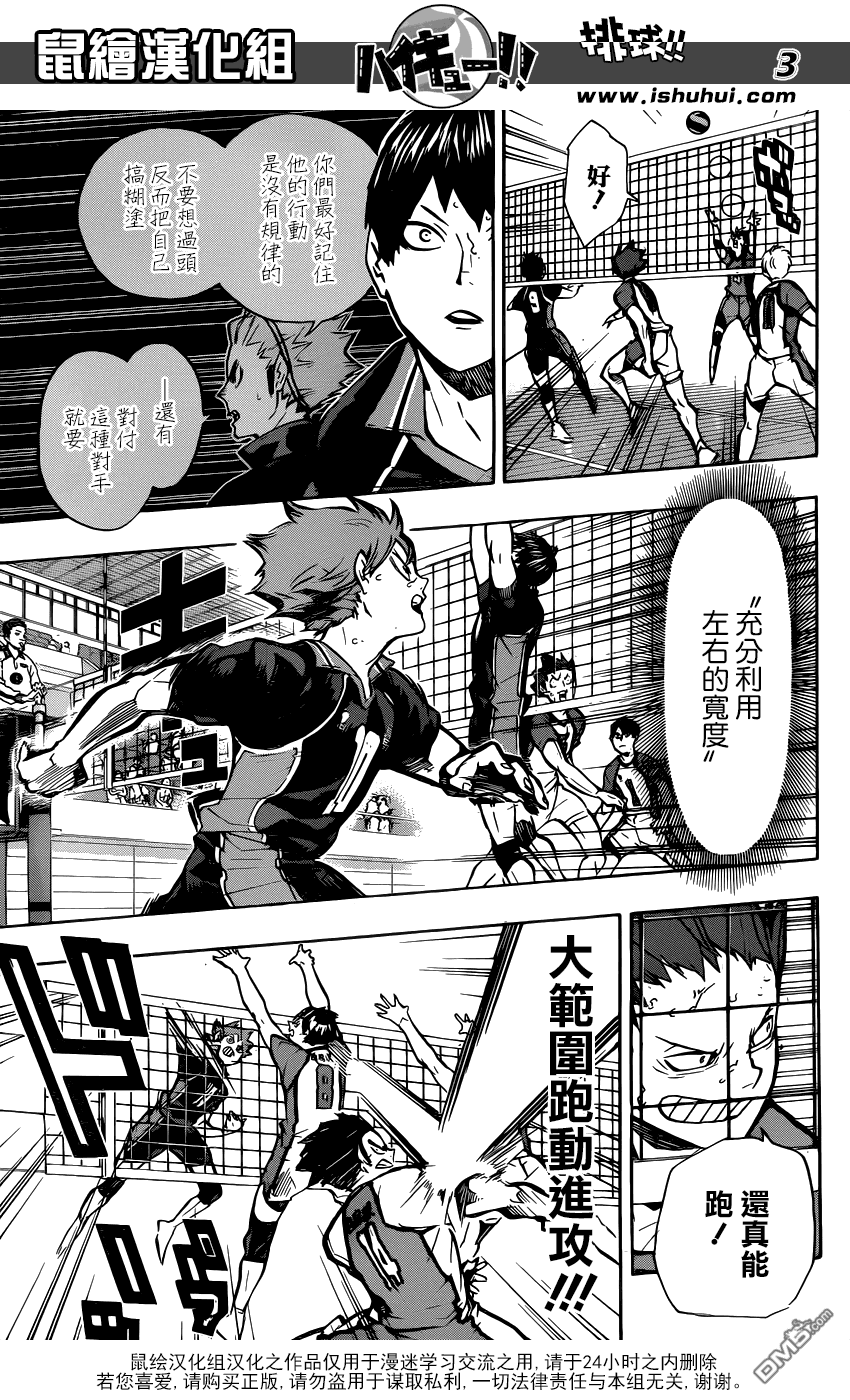 鼠繪漢化組
ハイキュー!!
排球!!
3
www.ishuhui.com
好!
你們最好記住
他的行動
是沒有規律的
不要想過頭
反而把自己
搞糊塗
—還有
對付
這種對手
就要
“充分利用
左右的寬度”
還真能
跑!
大範圍跑動進攻!!!
8
鼠绘汉化组汉化之作品仅用于漫迷学习交流之用, 请于24小时之内删除
若您喜爱, 请购买正版, 请勿用于谋取私利, 一切法律责任与本组无关, 谢谢.
DM5.com